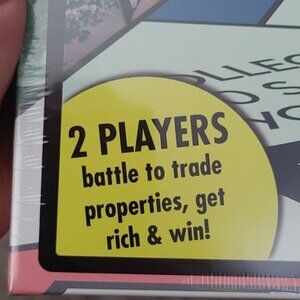 2 PLAYERS
battle to trade
properties, get
rich & win!